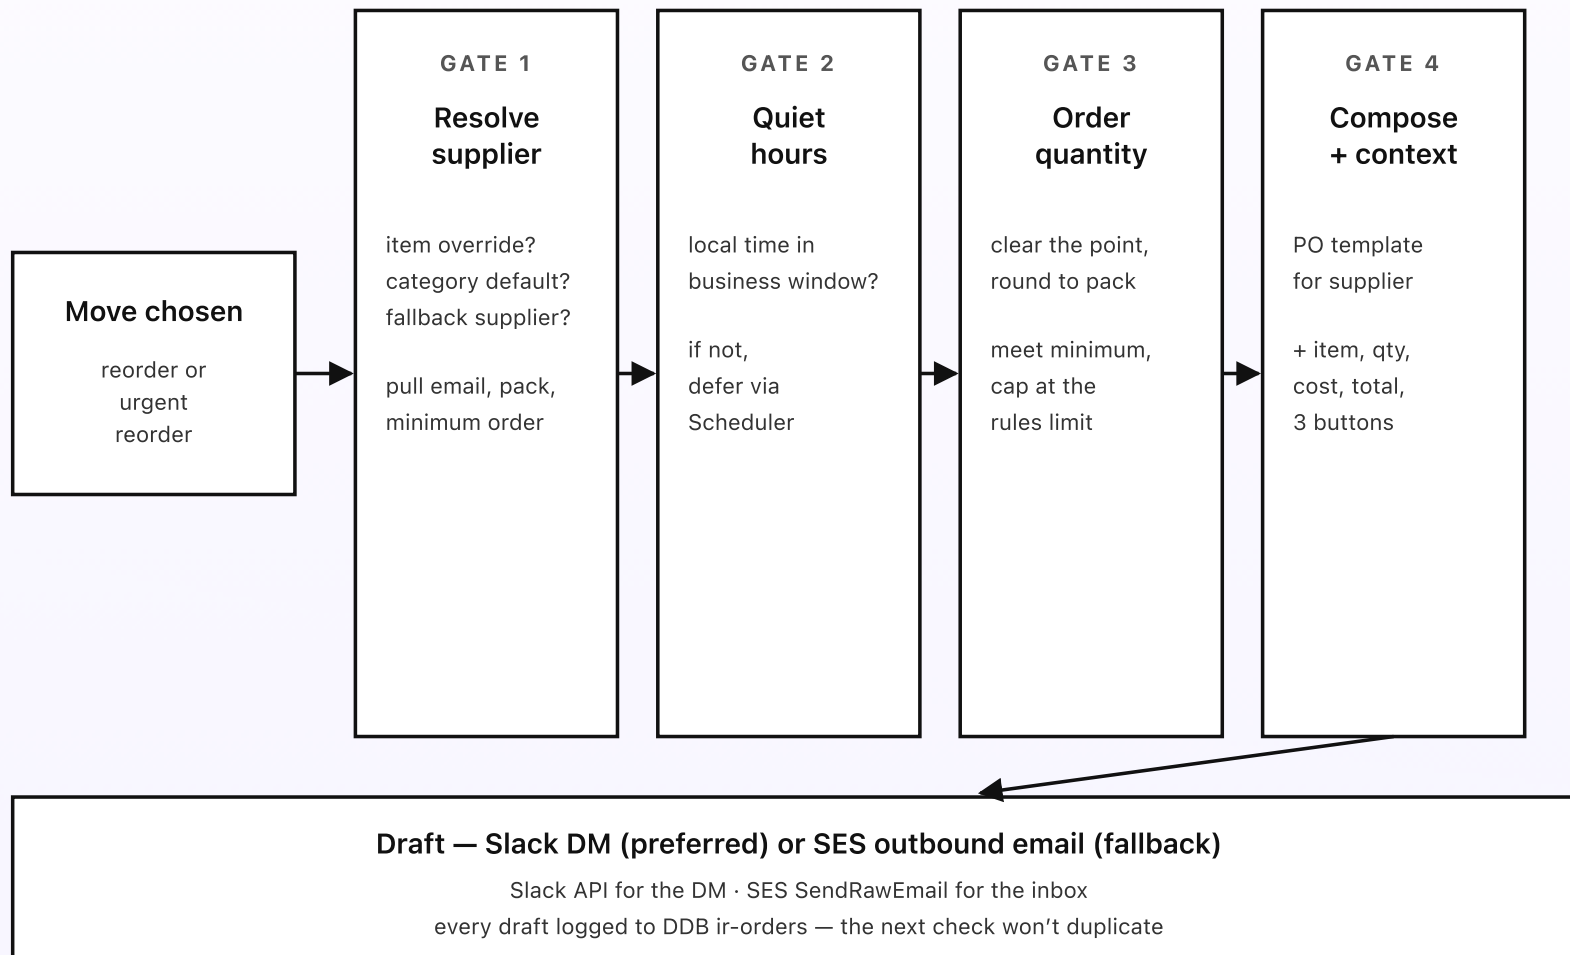 Move chosen
reorder or
urgent
reorder
GATE 1
Resolve
supplier
item override?
category default?
fallback supplier?
pull email, pack,
minimum order
GATE 2
Quiet
hours
local time in
business window?
if not,
defer via
Scheduler
GATE 3
Order
quantity
clear the point,
round to pack
meet minimum,
cap at the
rules limit
GATE 4
Compose
+ context
PO template
for supplier
+ item, qty,
cost, total,
3 buttons
Draft — Slack DM (preferred) or SES outbound email (fallback)
Slack API for the DM · SES SendRawEmail for the inbox
every draft logged to DDB ir-orders — the next check won’t duplicate